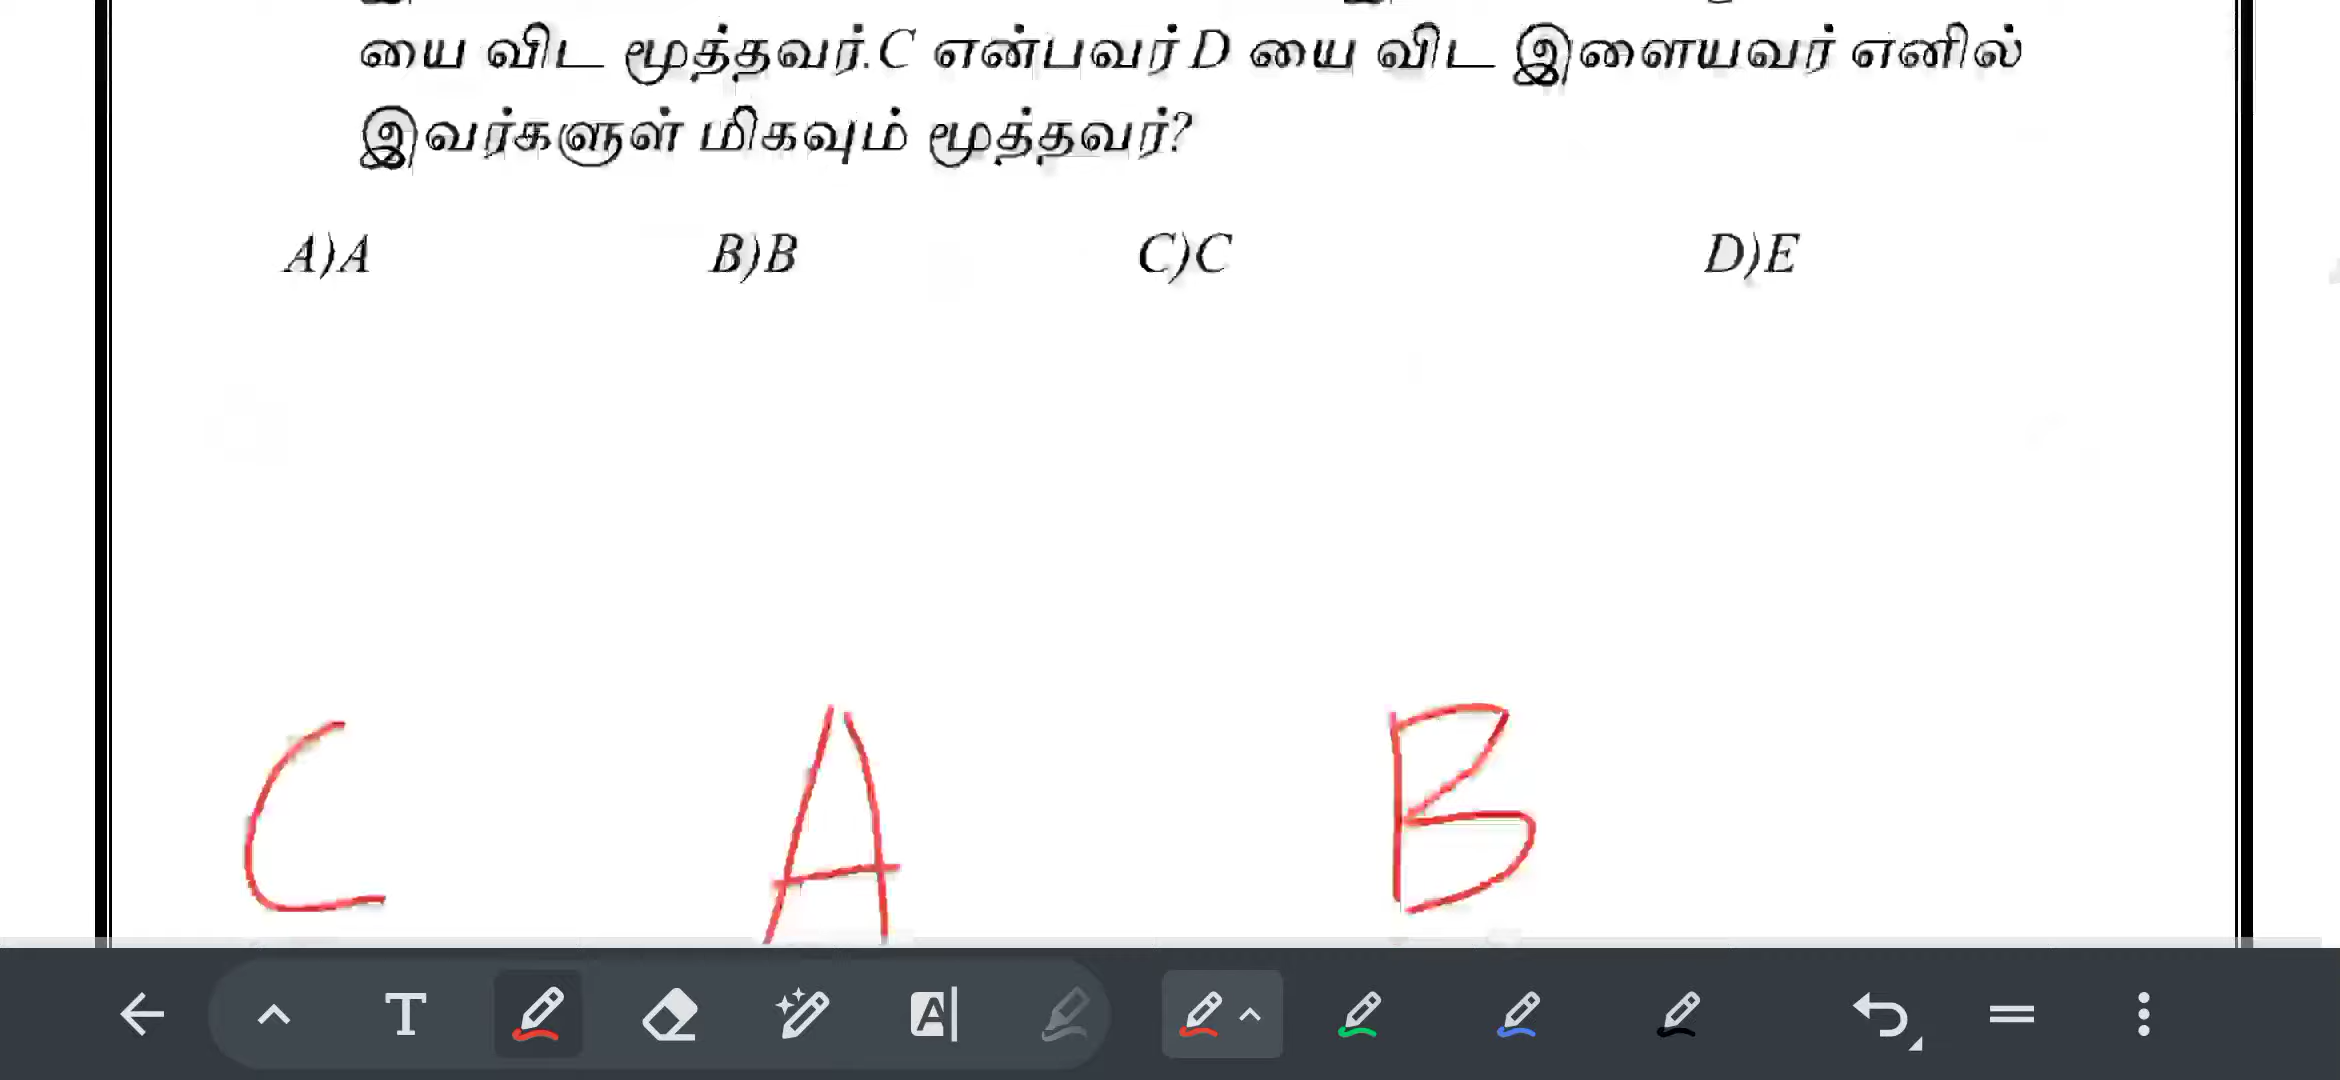 யை விட மூத்தவர்.C என்பவர் D யை விட இளையவர் எனில்
இவர்களுள் மிகவும் மூத்தவர்?
A)A B)B C)C D)E
C A B
T A